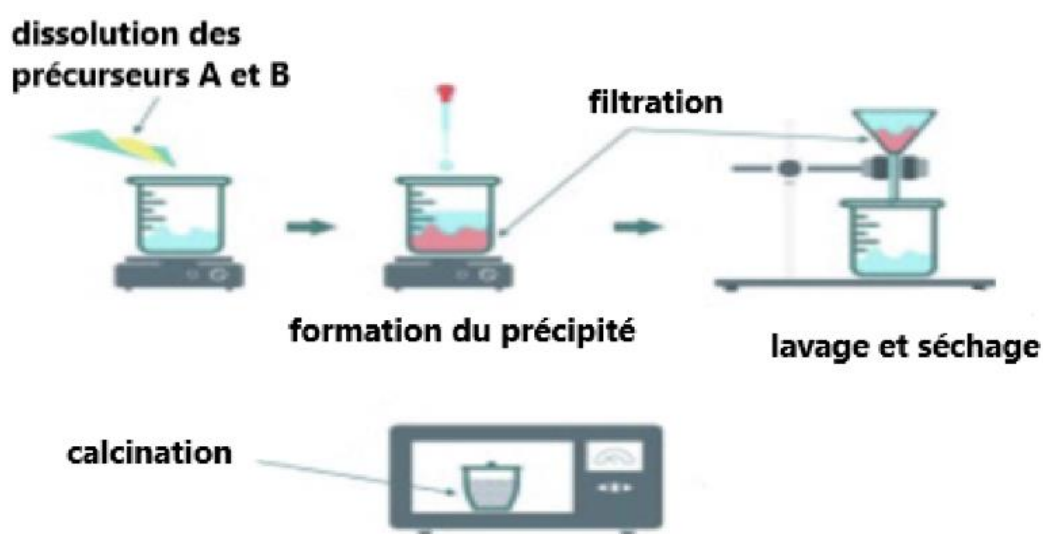 dissolution des
précurseurs A et B
filtration
formation du précipité
lavage et séchage
calcination